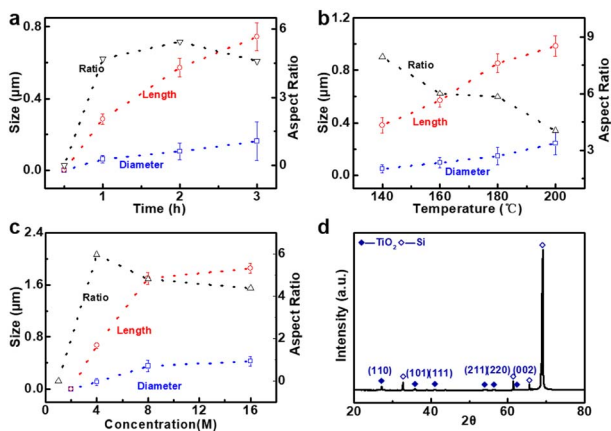 a
Size (μm)
0.8
0.4
0.0
Ratio
Length
Diameter
1
2
3
Time (h)
6
4
3
1
0
Aspect Ratio
b
Size (μm)
1.2
0.8
0.4
0.0
Ratio
Length
Diameter
140
160
180
200
Temperature (℃)
9
6
3
Aspect Ratio
c
Size (μm)
2.4
1.8
1.2
0.6
0.0
Ratio
Length
Diameter
0
4
8
12
16
Concentration(M)
6
4
2
0
Aspect Ratio
d
Intensity (a.u.)
TiO2 Si
(110)
(101)(111)
(211)(220) (002)
20
40
60
80
2θ